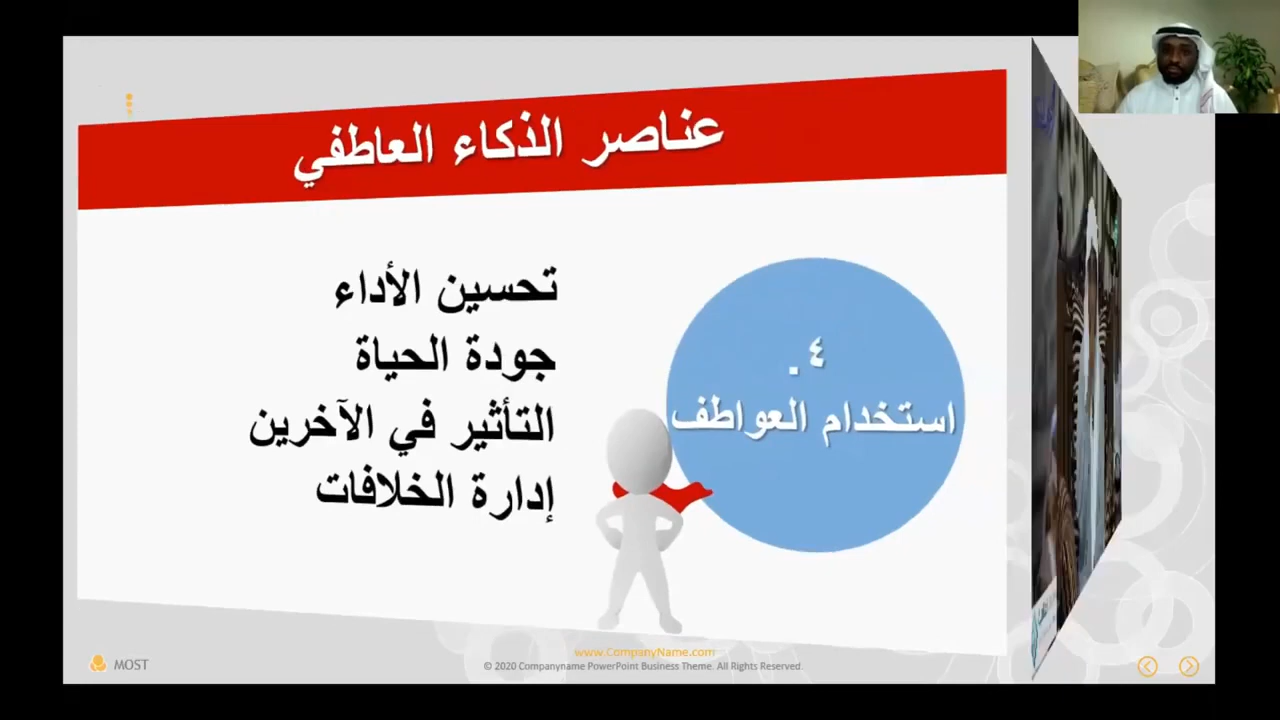 عناصر الذكاء العاطفي
٤.
استخدام العواطف
تحسين الأداء
جودة الحياة
التأثير في الآخرين
إدارة الخلافات
MOST
www.CompanyName.com
© 2020 Companyname PowerPoint Business Theme. All Rights Reserved.